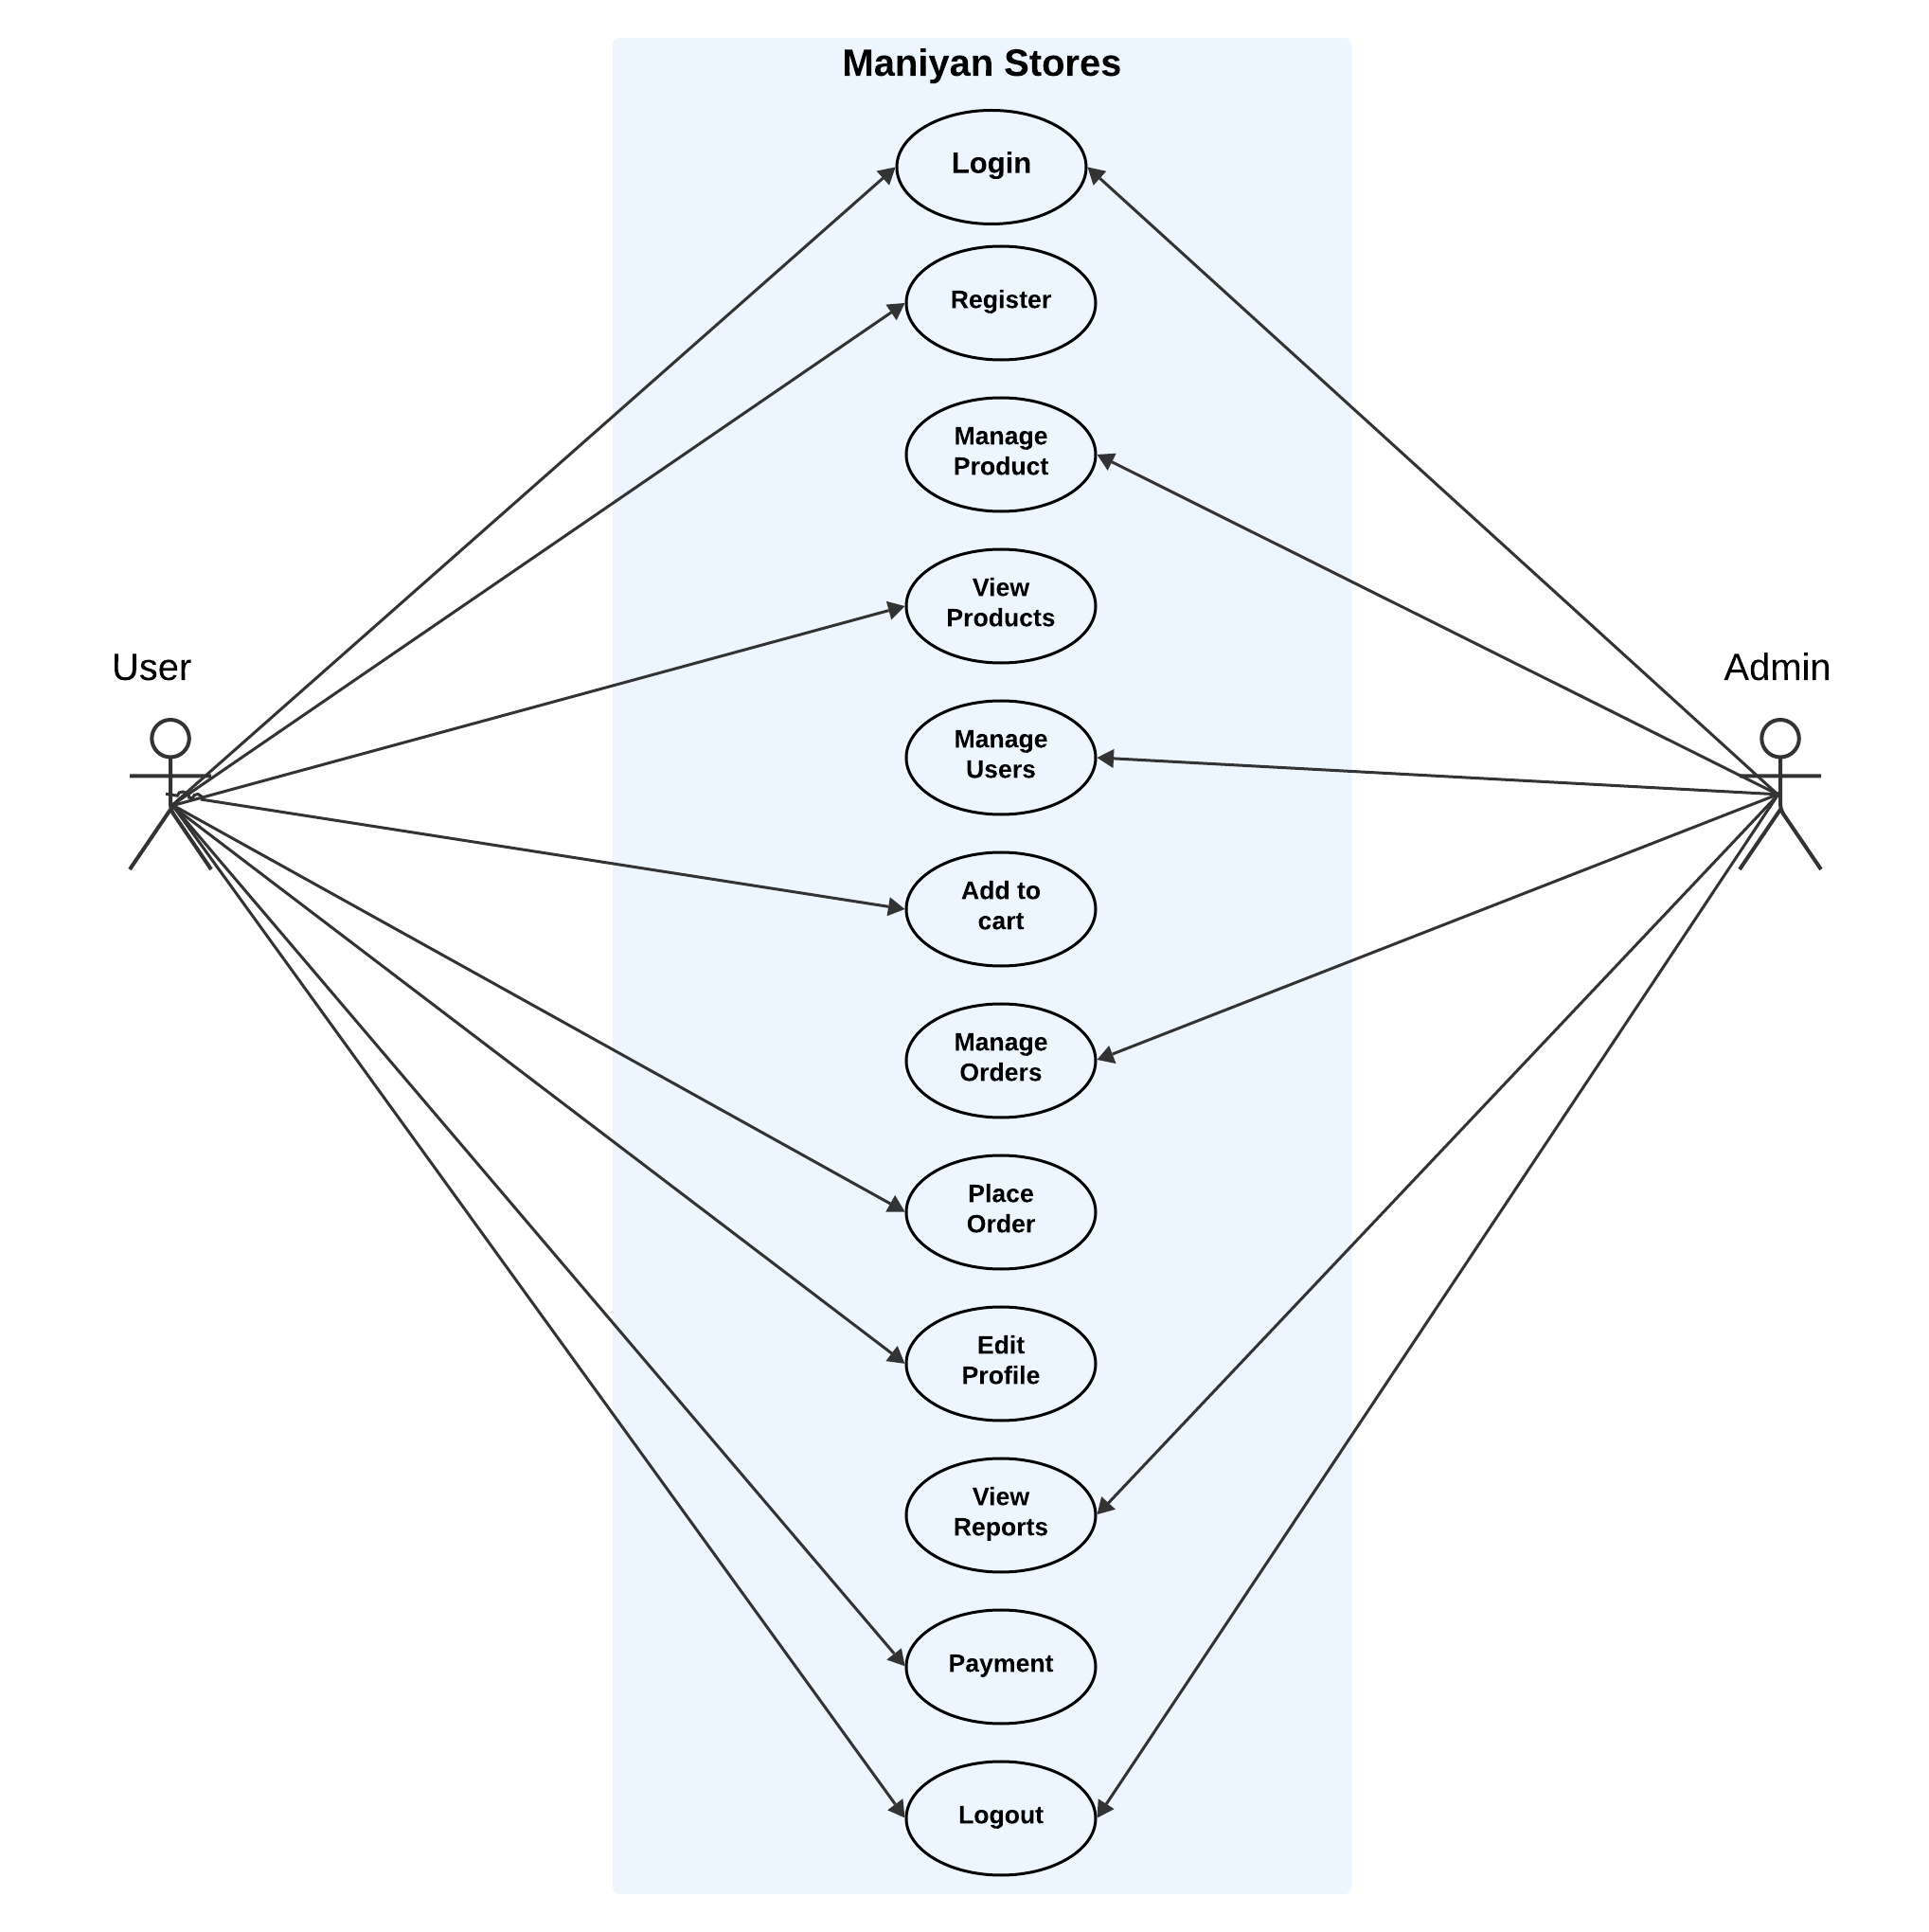 Maniyan Stores
Login
Register
Manage
Product
View
Products
User
Admin
Manage
Users
Add to
cart
Manage
Orders
Place
Order
Edit
Profile
View
Reports
Payment
Logout